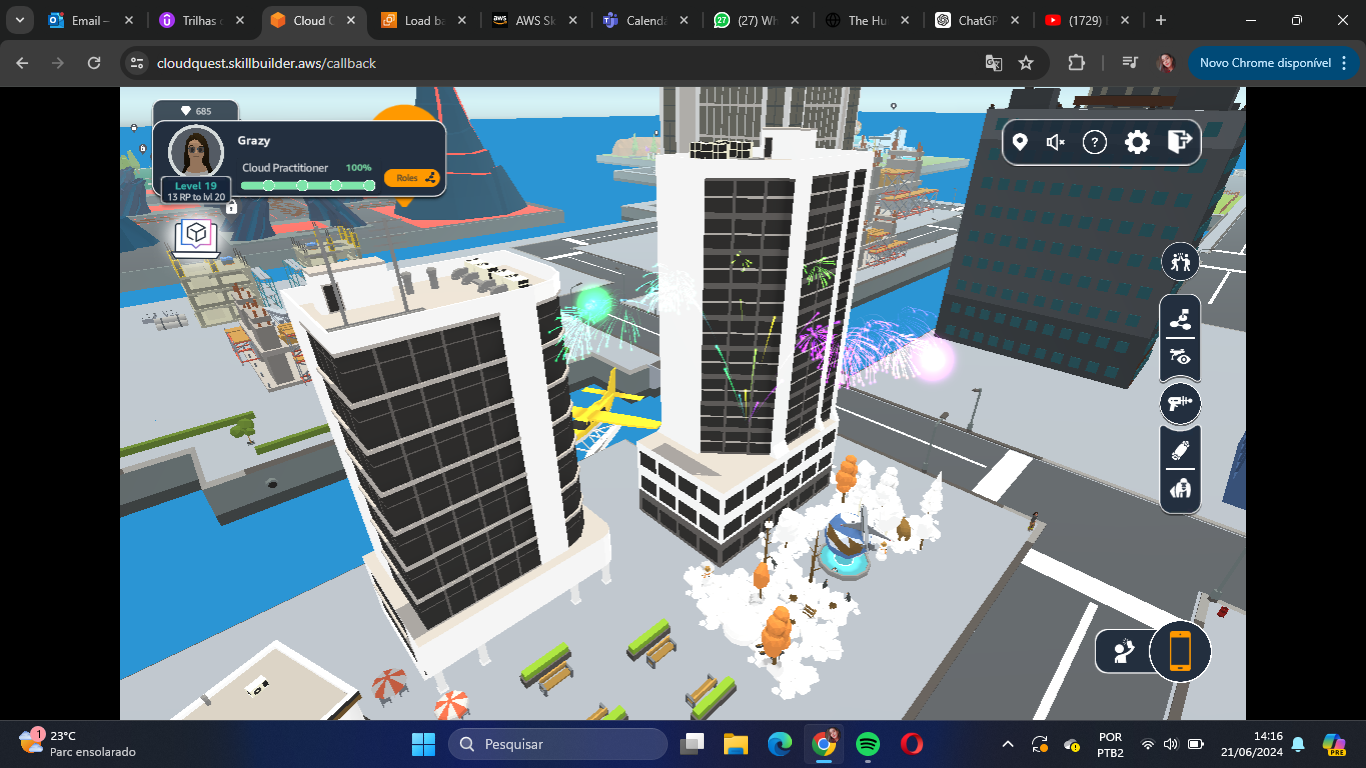 Email –
Trilhas d
Cloud Q
Load ba
AWS Sk
Calenda
(27) Wh
The Hu
ChatGP
(1729) 
cloudquest.skillbuilder.aws/callback
Novo Chrome disponível
685
Grazy
Cloud Practitioner 100%
Roles
Level 19
13 RP to lvl 20
1
23°C
Parc ensolarado
Pesquisar
POR
PTB2
14:16
21/06/2024
PRE